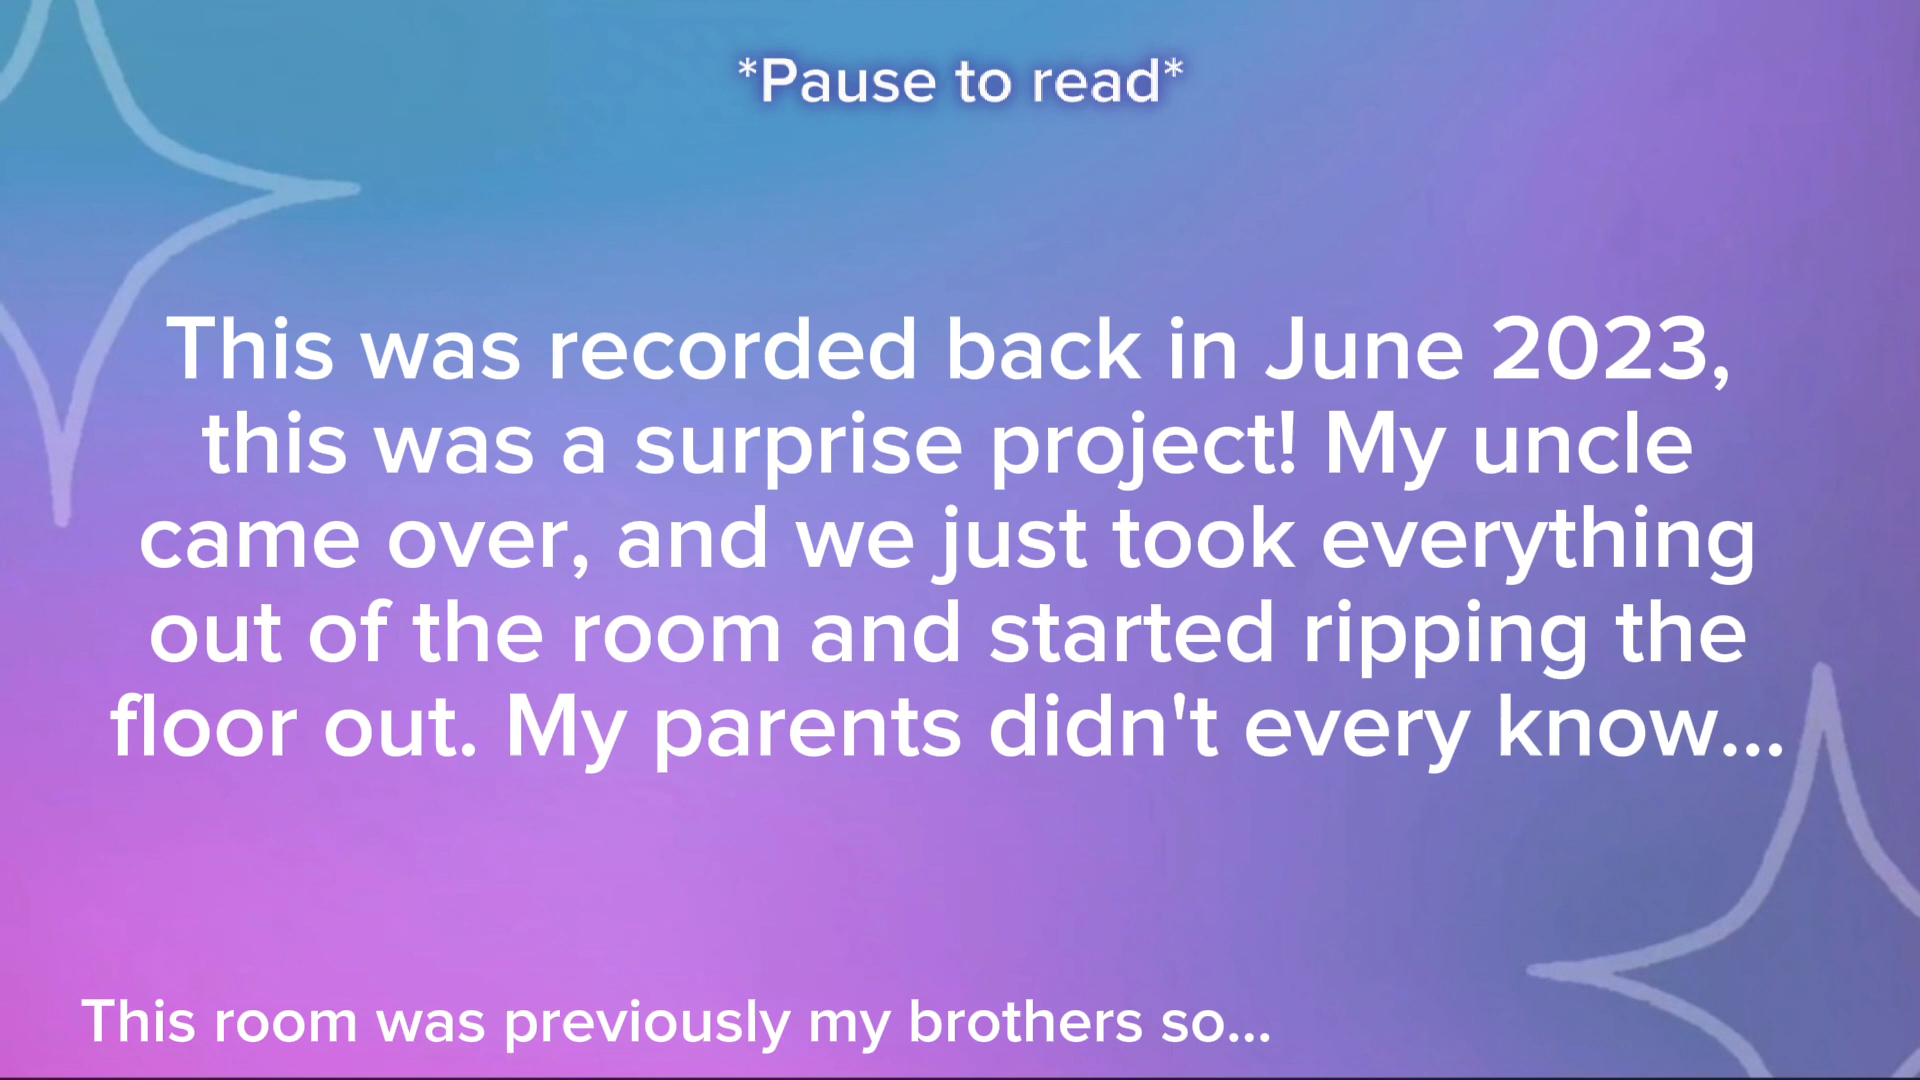 *Pause to read*
This was recorded back in June 2023,
this was a surprise project! My uncle
came over, and we just took everything
out of the room and started ripping the
floor out. My parents didn't every know...
This room was previously my brothers so...